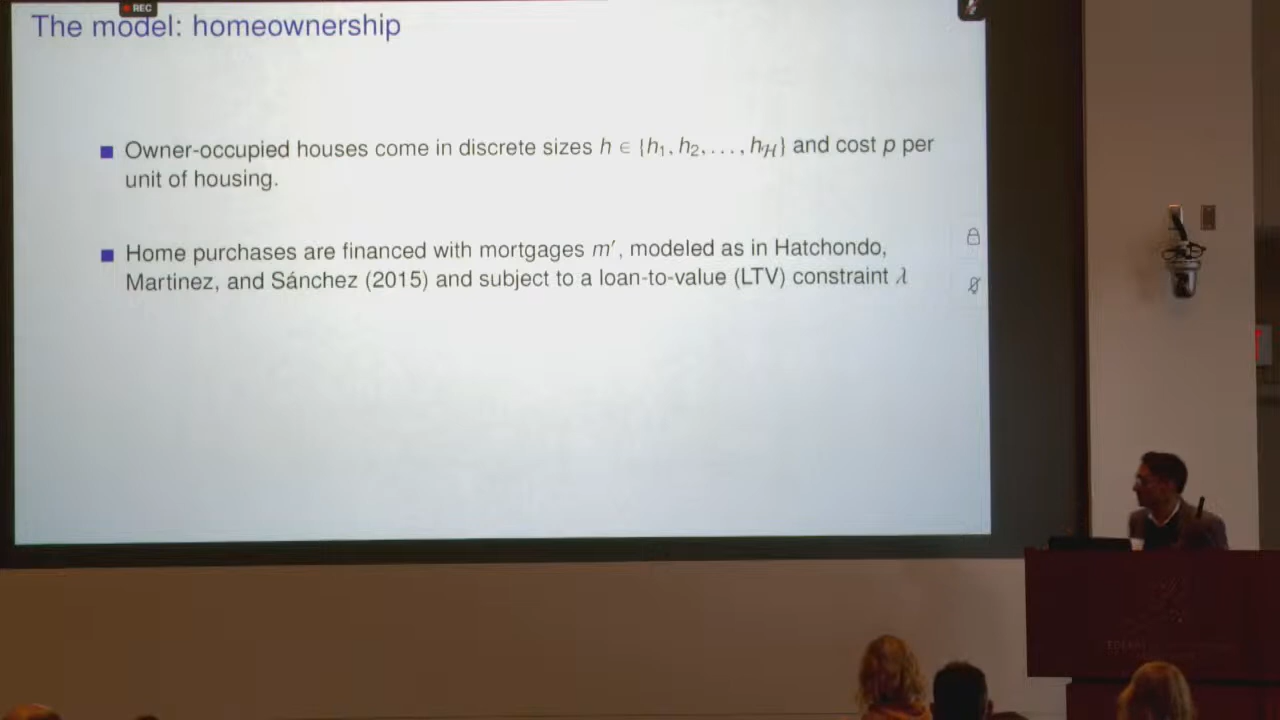 REC
The model: homeownership
■ Owner-occupied houses come in discrete sizes h ∈ {h₁, h₂, . . . , h_ℋ} and cost p per
unit of housing.
■ Home purchases are financed with mortgages m′, modeled as in Hatchondo,
Martinez, and Sánchez (2015) and subject to a loan-to-value (LTV) constraint λ